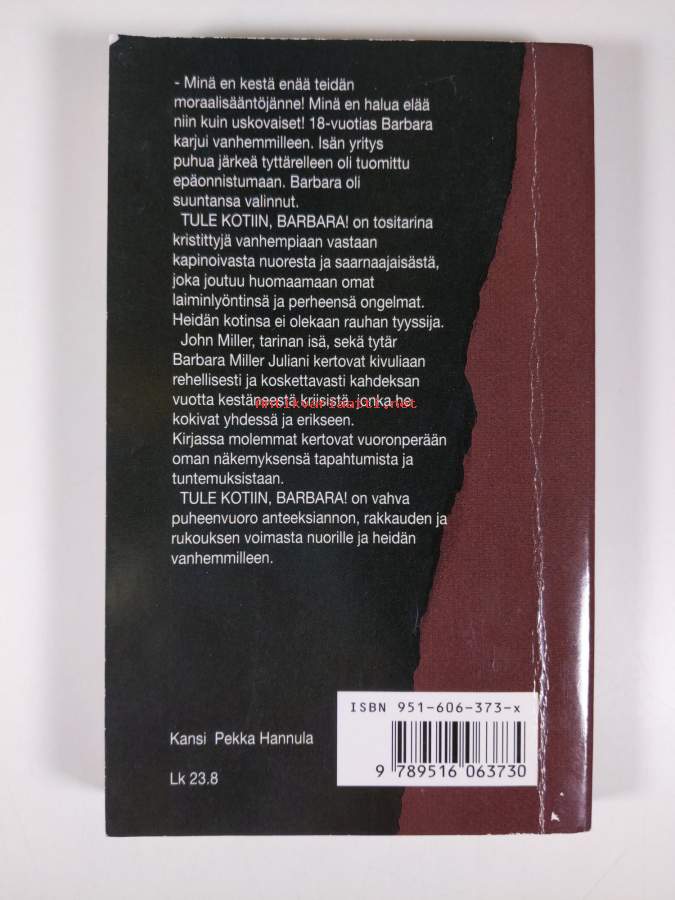 - Minä en kestä enää teidän
moraalisääntöjänne! Minä en halua elää
niin kuin uskovaiset! 18-vuotias Barbara
karjui vanhemmilleen. Isän yritys
puhua järkeä tyttärelleen oli tuomittu
epäonnistumaan. Barbara oli
suuntansa valinnut.
TULE KOTIIN, BARBARA! on tositarina
kristittyjä vanhempiaan vastaan
kapinoivasta nuoresta ja saarnaajaisästä,
joka joutuu huomaamaan omat
laiminlyöntinsä ja perheensä ongelmat.
Heidän kotinsa ei olekaan rauhan tyyssija.
John Miller, tarinan isä, sekä tytär
Barbara Miller Juliani kertovat kivuliaan
rehellisesti ja koskettavasti kahdeksan
vuotta kestäneestä kriisistä, jonka he
Antikvariaatti.net
kokivat yhdessä ja erikseen.
Kirjassa molemmat kertovat vuoronperään
oman näkemyksensä tapahtumista ja
tuntemuksistaan.
TULE KOTIIN, BARBARA! on vahva
puheenvuoro anteeksiannon, rakkauden ja
rukouksen voimasta nuorille ja heidän
vanhemmilleen.
ISBN 951-606-373-x
Kansi Pekka Hannula
9 789516 063730
Lk 23.8